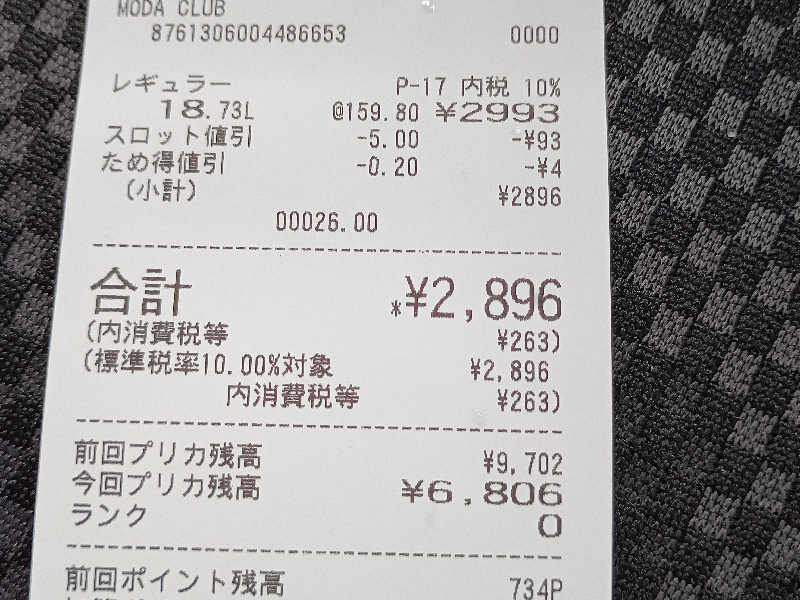 MODA CLUB
8761306004486653 0000
レギュラー P-17 内税 10%
18.73L @159.80 ¥2993
スロット値引 -5.00 -¥93
ため得値引 -0.20 -¥4
(小計) ¥2896
00026.00
合計 *¥2,896
(内消費税等 ¥263)
(標準税率10.00%対象 ¥2,896
内消費税等 ¥263)
前回プリカ残高 ¥9,702
今回プリカ残高 ¥6,806
ランク 0
前回ポイント残高 734P